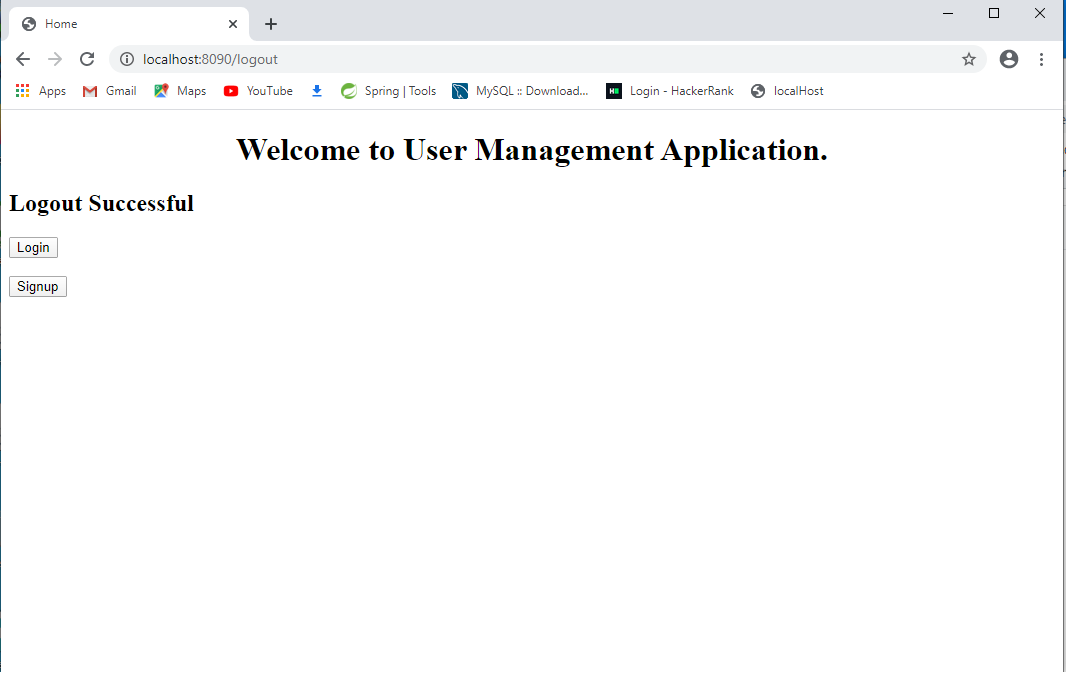 Home
localhost:8090/logout
Apps Gmail Maps YouTube Spring | Tools MySQL :: Download... Login - HackerRank localHost
Welcome to User Management Application.
Logout Successful
Login
Signup